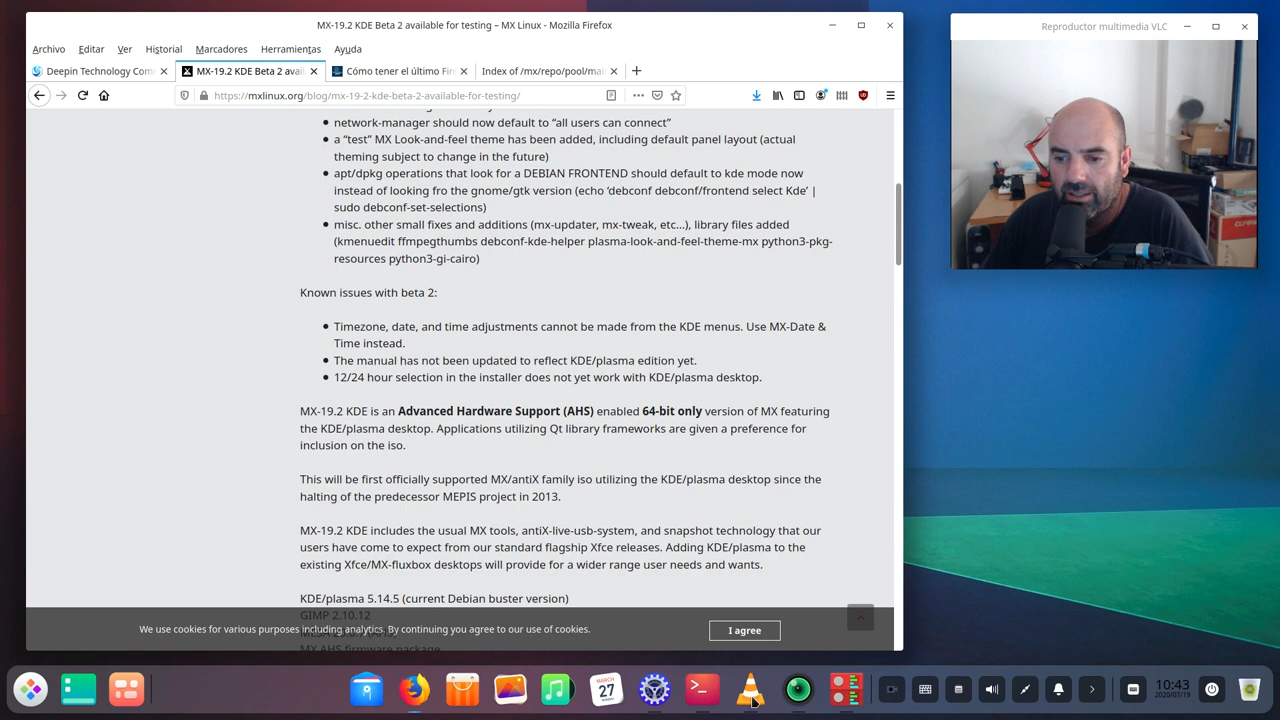 MX-19.2 KDE Beta 2 available for testing – MX Linux - Mozilla Firefox
Archivo Editar Ver Historial Marcadores Herramientas Ayuda
Deepin Technology Com
MX-19.2 KDE Beta 2 avai
Cómo tener el último Fir
Index of /mx/repo/pool/mai
https://mxlinux.org/blog/mx-19-2-kde-beta-2-available-for-testing/
network-manager should now default to “all users can connect”
a “test” MX Look-and-feel theme has been added, including default panel layout (actual
theming subject to change in the future)
apt/dpkg operations that look for a DEBIAN FRONTEND should default to kde mode now
instead of looking fro the gnome/gtk version (echo ‘debconf debconf/frontend select Kde’ |
sudo debconf-set-selections)
misc. other small fixes and additions (mx-updater, mx-tweak, etc…), library files added
(kmenuedit ffmpegthumbs debconf-kde-helper plasma-look-and-feel-theme-mx python3-pkg-
resources python3-gi-cairo)
Known issues with beta 2:
Timezone, date, and time adjustments cannot be made from the KDE menus. Use MX-Date &
Time instead.
The manual has not been updated to reflect KDE/plasma edition yet.
12/24 hour selection in the installer does not yet work with KDE/plasma desktop.
MX-19.2 KDE is an Advanced Hardware Support (AHS) enabled 64-bit only version of MX featuring
the KDE/plasma desktop. Applications utilizing Qt library frameworks are given a preference for
inclusion on the iso.
This will be first officially supported MX/antiX family iso utilizing the KDE/plasma desktop since the
halting of the predecessor MEPIS project in 2013.
MX-19.2 KDE includes the usual MX tools, antiX-live-usb-system, and snapshot technology that our
users have come to expect from our standard flagship Xfce releases. Adding KDE/plasma to the
existing Xfce/MX-fluxbox desktops will provide for a wider range user needs and wants.
KDE/plasma 5.14.5 (current Debian buster version)
GIMP 2.10.12
MX AHS firmware package
We use cookies for various purposes including analytics. By continuing you agree to our use of cookies.
I agree
Reproductor multimedia VLC
MARCH
27
10:43
2020/07/19